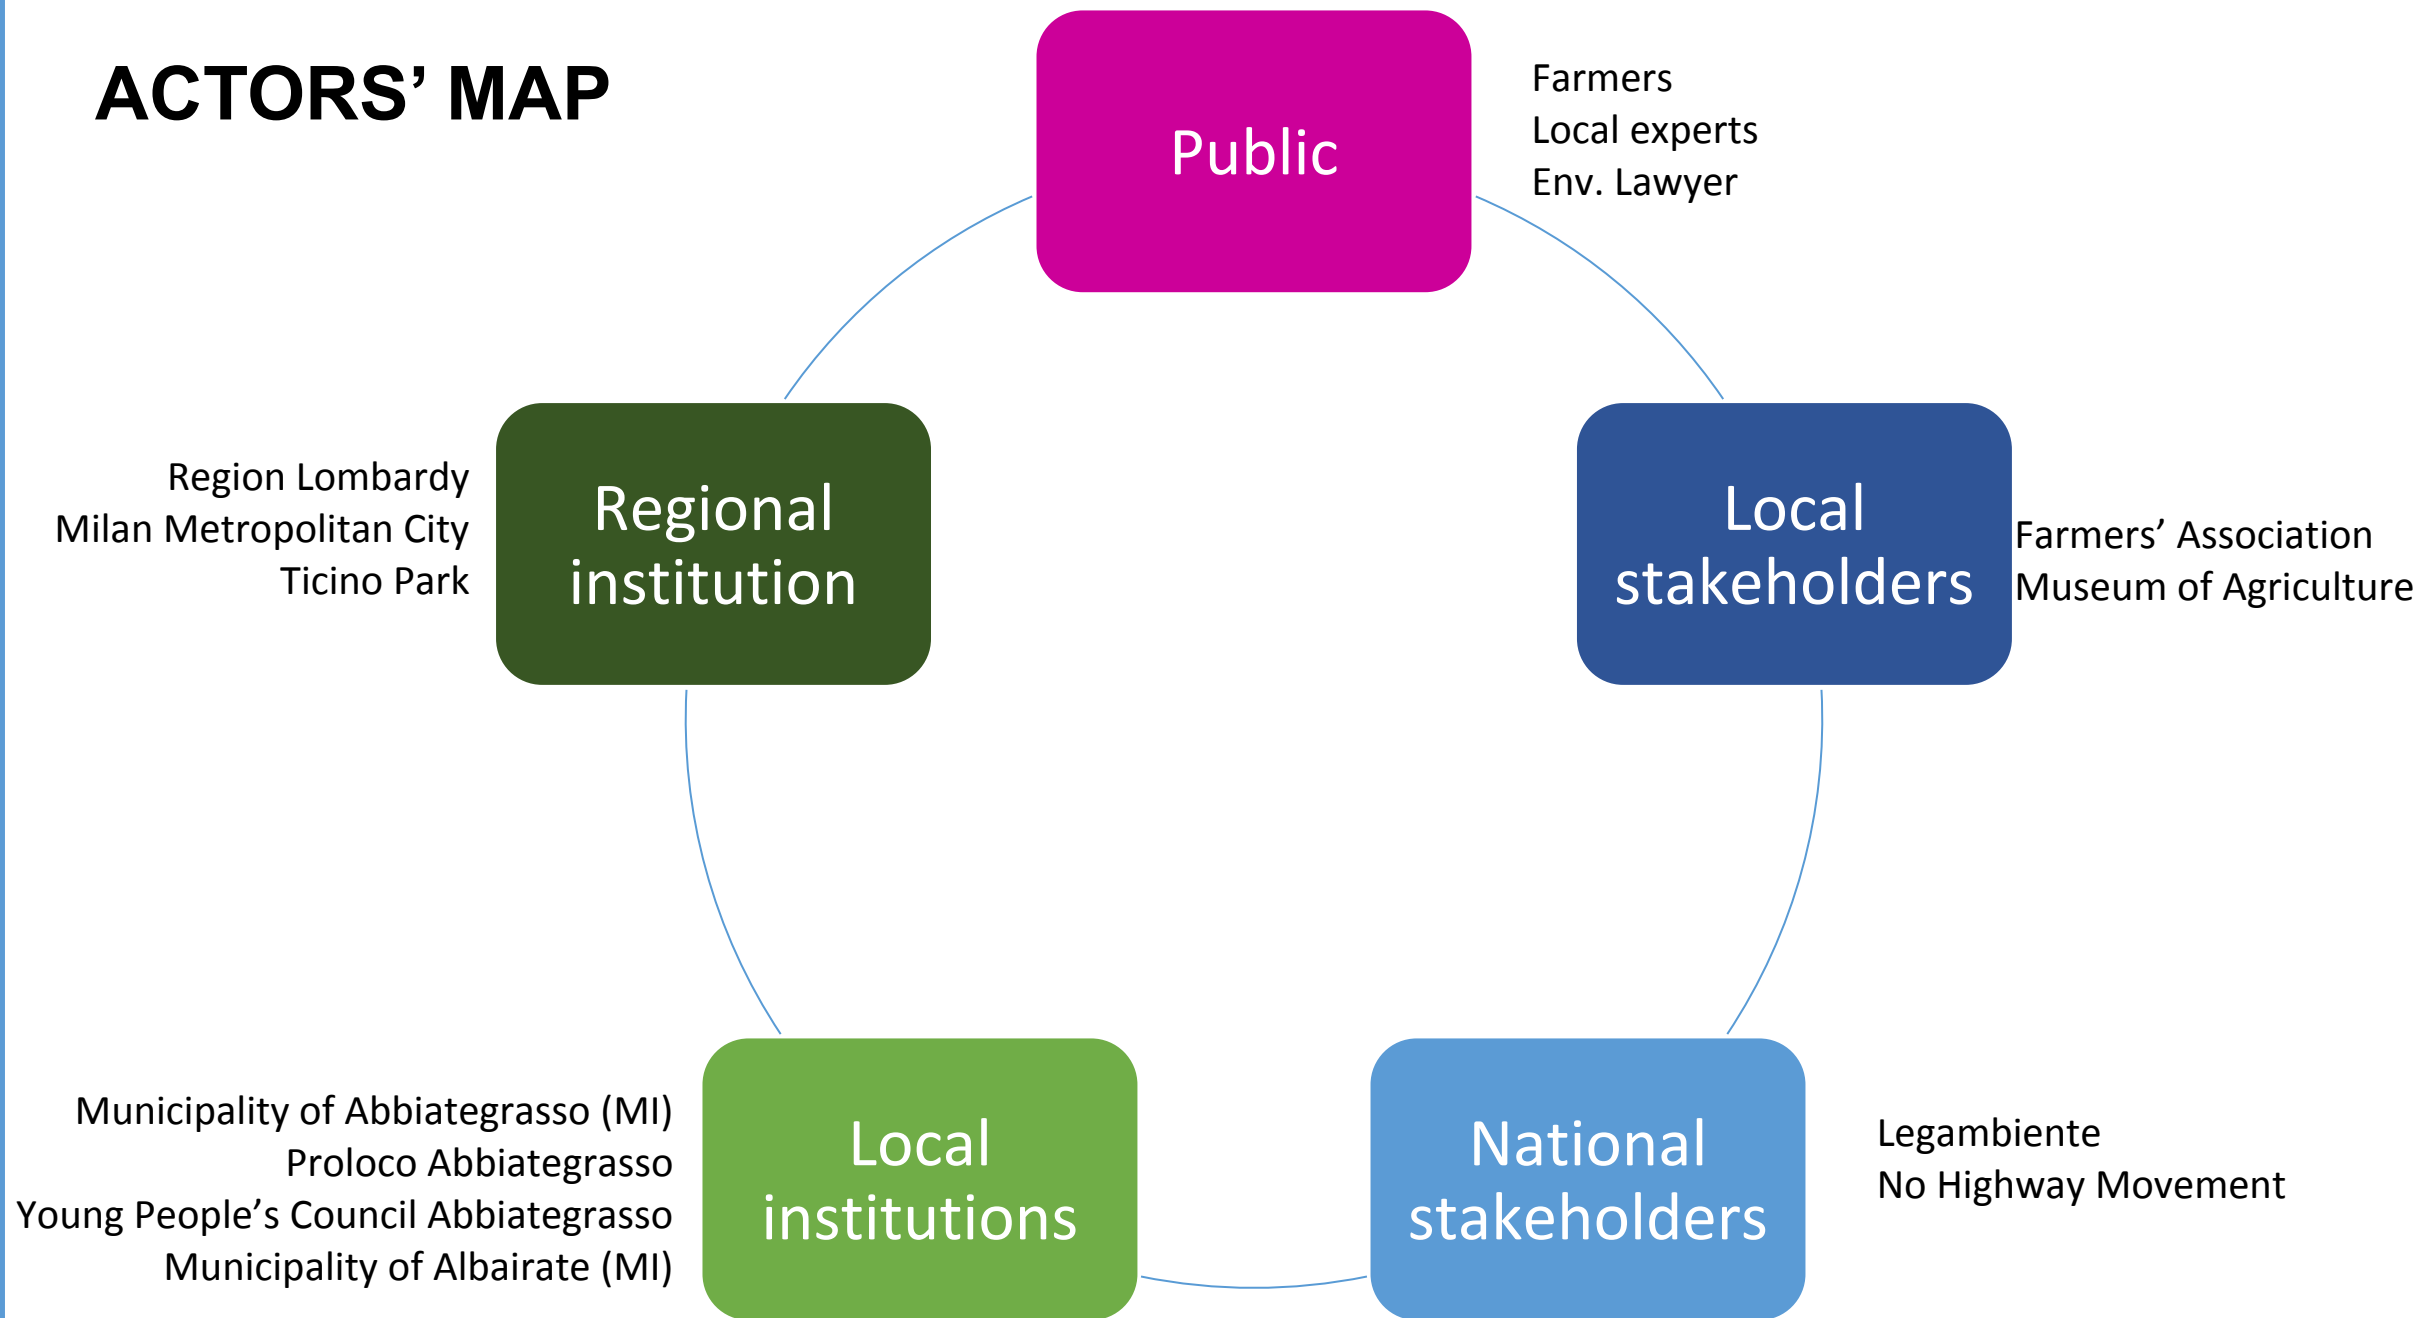 ACTORS’ MAP
Public
Farmers
Local experts
Env. Lawyer
Regional
institution
Region Lombardy
Milan Metropolitan City
Ticino Park
Local
stakeholders
Farmers’ Association
Museum of Agriculture
Local
institutions
Municipality of Abbiategrasso (MI)
Proloco Abbiategrasso
Young People’s Council Abbiategrasso
Municipality of Albairate (MI)
National
stakeholders
Legambiente
No Highway Movement